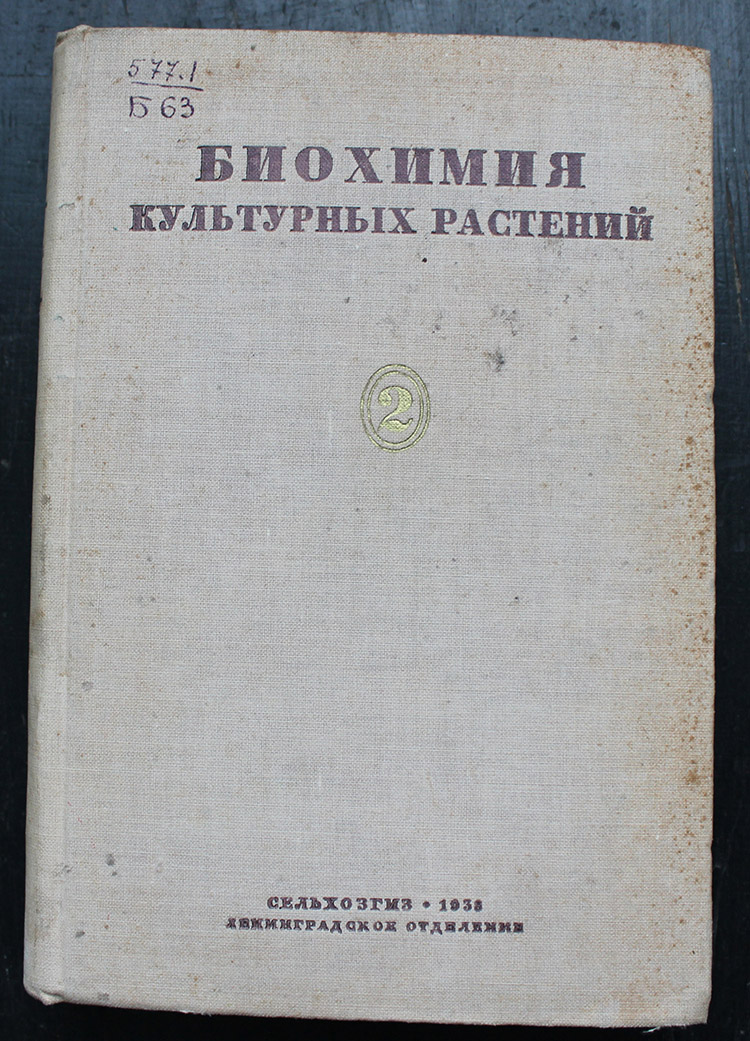 577.1
Б 63
БИОХИМИЯ
КУЛЬТУРНЫХ РАСТЕНИЙ
2
СЕЛЬХОЗГИЗ • 1938
ЛЕНИНГРАДСКОЕ ОТДЕЛЕНИЕ